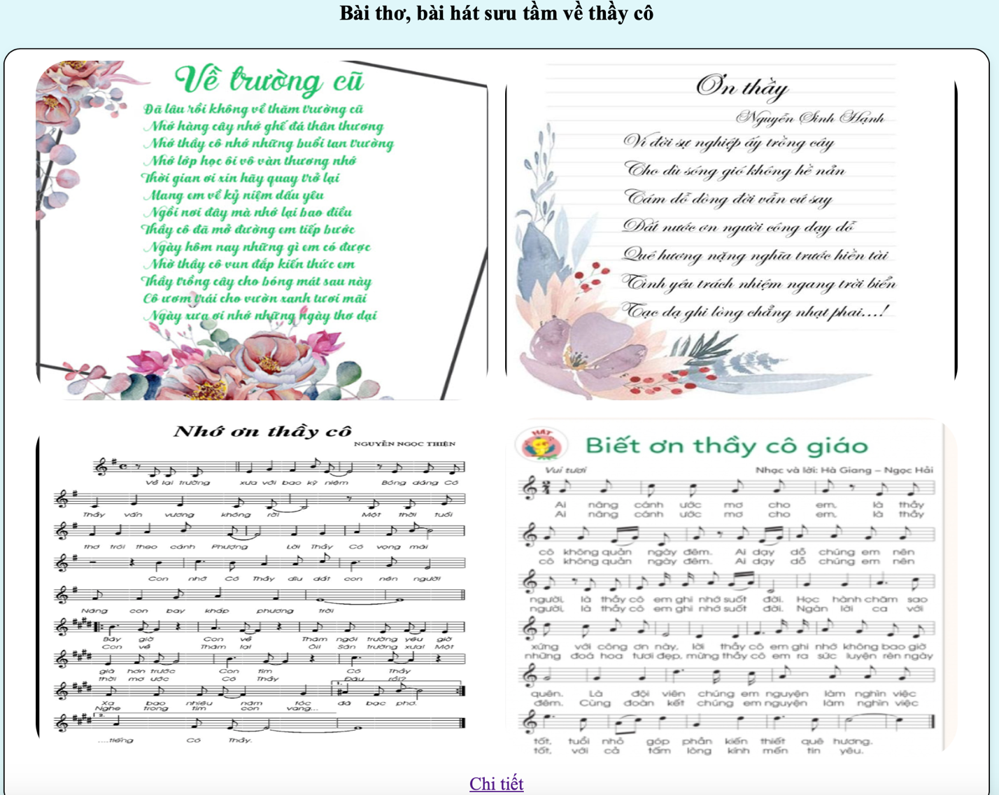 Bài thơ, bài hát sưu tầm về thầy cô
Về trường cũ
Đã lâu rồi không về thăm trường cũ
Nhớ hàng cây nhớ ghế đá thân thương
Nhớ thầy cô nhớ những buổi tan trường
Nhớ lớp học ôi vô vàn thương nhớ
Thời gian ơi xin hãy quay trở lại
Mang em về kỷ niệm dấu yêu
Ngồi nơi đây mà nhớ lại bao điều
Thầy cô đã mở đường em tiếp bước
Ngày hôm nay những gì em có được
Nhờ thầy cô vun đắp kiến thức em
Thầy trồng cây cho bóng mát sau này
Cô ươm trái cho vườn xanh tươi mãi
Ngày xưa ơi nhớ những ngày thơ dại
Ơn thầy
Nguyễn Sinh Hạnh
Vì đời sự nghiệp ấy trồng cây
Cho dù sóng gió không hề nản
Cám dỗ dòng đời vẫn cứ say
Đất nước ơn người công dạy dỗ
Quê hương nặng nghĩa trước hiền tài
Tình yêu trách nhiệm ngang trời biển
Tạc dạ ghi lòng chẳng nhạt phai...!
Nhớ ơn thầy cô
NGUYỄN NGỌC THIỆN
Về lại trường xưa với bao kỷ niệm Bóng dáng Cô
Thầy vấn vương không rời Một thời tuổi
thơ trôi theo cánh Phượng Lời Thầy Cô vọng mãi
Con nhớ Cô Thầy dìu dắt con nên người
Nâng con bay khắp phương trời
Bây giờ Con về Thăm ngôi trường yêu giờ
Con về Thăm lại Ôi! Sân trường xưa! Một
già hơn trước Con tìm Cô Thầy
thời mơ ước Cô Thầy Đâu rồi?
1.
Xa bao nhiêu năm tóc đã bạc phơ.
Nghe trong tim con vang...
2.
....tiếng Cô Thầy.
HÁT
Biết ơn thầy cô giáo
Vui tươi
Nhạc và lời: Hà Giang – Ngọc Hải
Ai nâng cánh ước mơ cho em, là thầy
Ai nâng cánh ước mơ cho em, là thầy
cô không quản ngày đêm. Ai dạy dỗ chúng em nên
cô không quản ngày đêm. Ai dạy dỗ chúng em nên
người, là thầy cô em ghi nhớ suốt đời. Học hành chăm sao
người, là thầy cô em ghi nhớ suốt đời. Ngàn lời ca với
xứng với công ơn này, lời thầy cô em ghi nhớ không bao giờ
những đoá hoa tươi đẹp, mừng thầy cô em ra sức luyện rèn ngày
quên. Là đội viên chúng em nguyện làm nghìn việc
đêm. Cùng đoàn kết chúng em nguyện làm nghìn việc
tốt, tuổi nhỏ góp phần kiến thiết quê hương.
tốt, với cả tấm lòng kính mến tin yêu.
Chi tiết